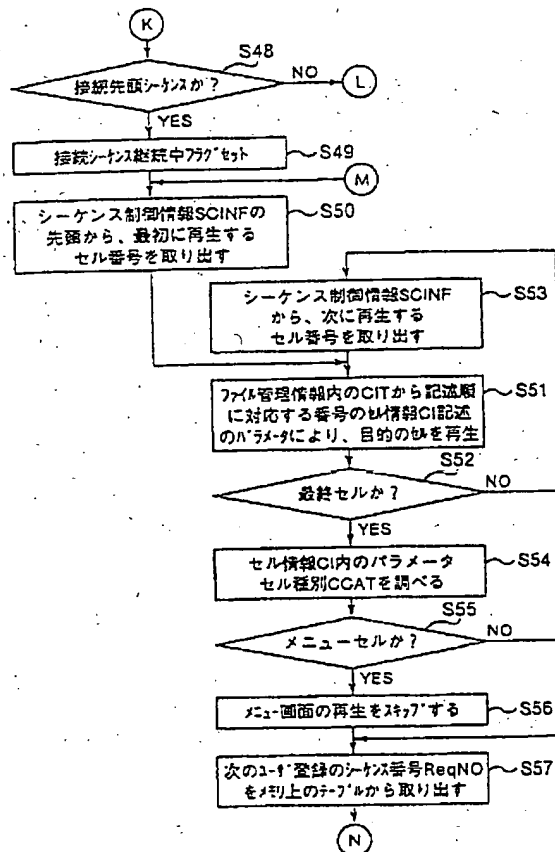 K
S48
接続先頭シーケンスか?
NO
L
YES
接続シーケンス継続中フラグセット
S49
M
シーケンス制御情報SCINFの
先頭から、最初に再生する
セル番号を取り出す
S50
シーケンス制御情報SCINF
から、次に再生する
セル番号を取り出す
S53
ファイル管理情報内のCITから記述順
に対応する番号のセル情報CI記述
のパラメータにより、目的のセルを再生
S51
S52
最終セルか?
NO
YES
セル情報CI内のパラメータ
セル種別CCATを調べる
S54
S55
メニューセルか?
NO
YES
メニュー画面の再生をスキップする
S56
次のユーザ登録のシーケンス番号ReqNO
をメモリ上のテーブルから取り出す
S57
N